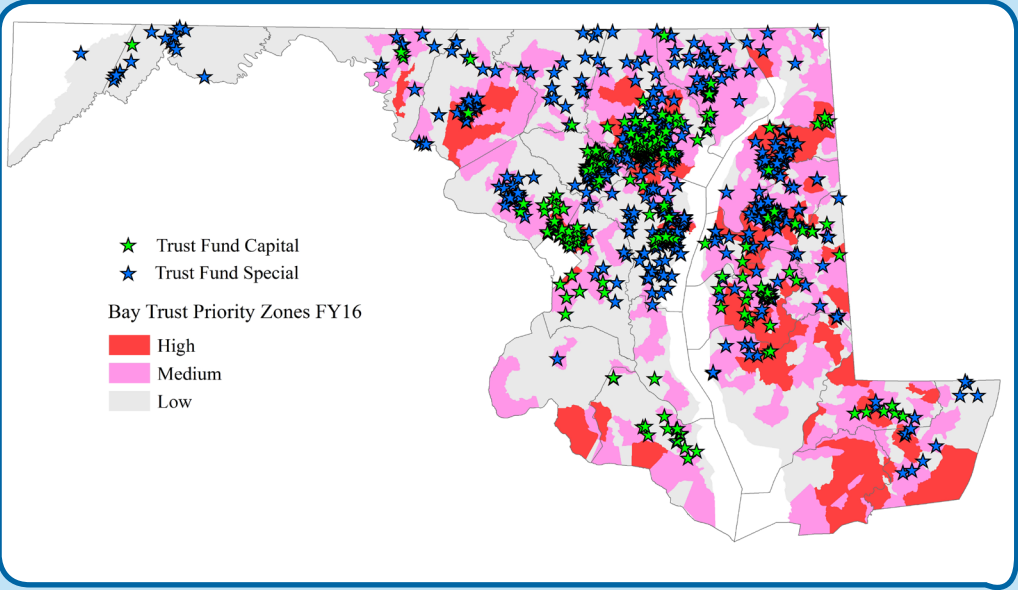 Trust Fund Capital
Trust Fund Special
Bay Trust Priority Zones FY16
High
Medium
Low